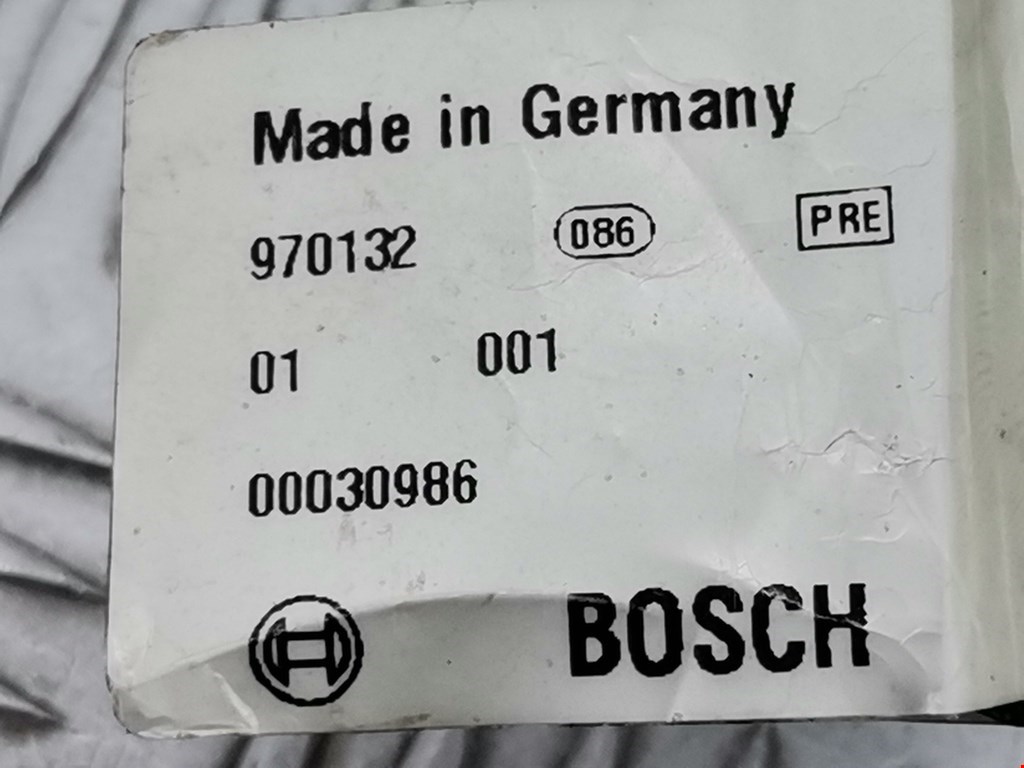 Made in Germany
970132 086 PRE
01 001
00030986
BOSCH